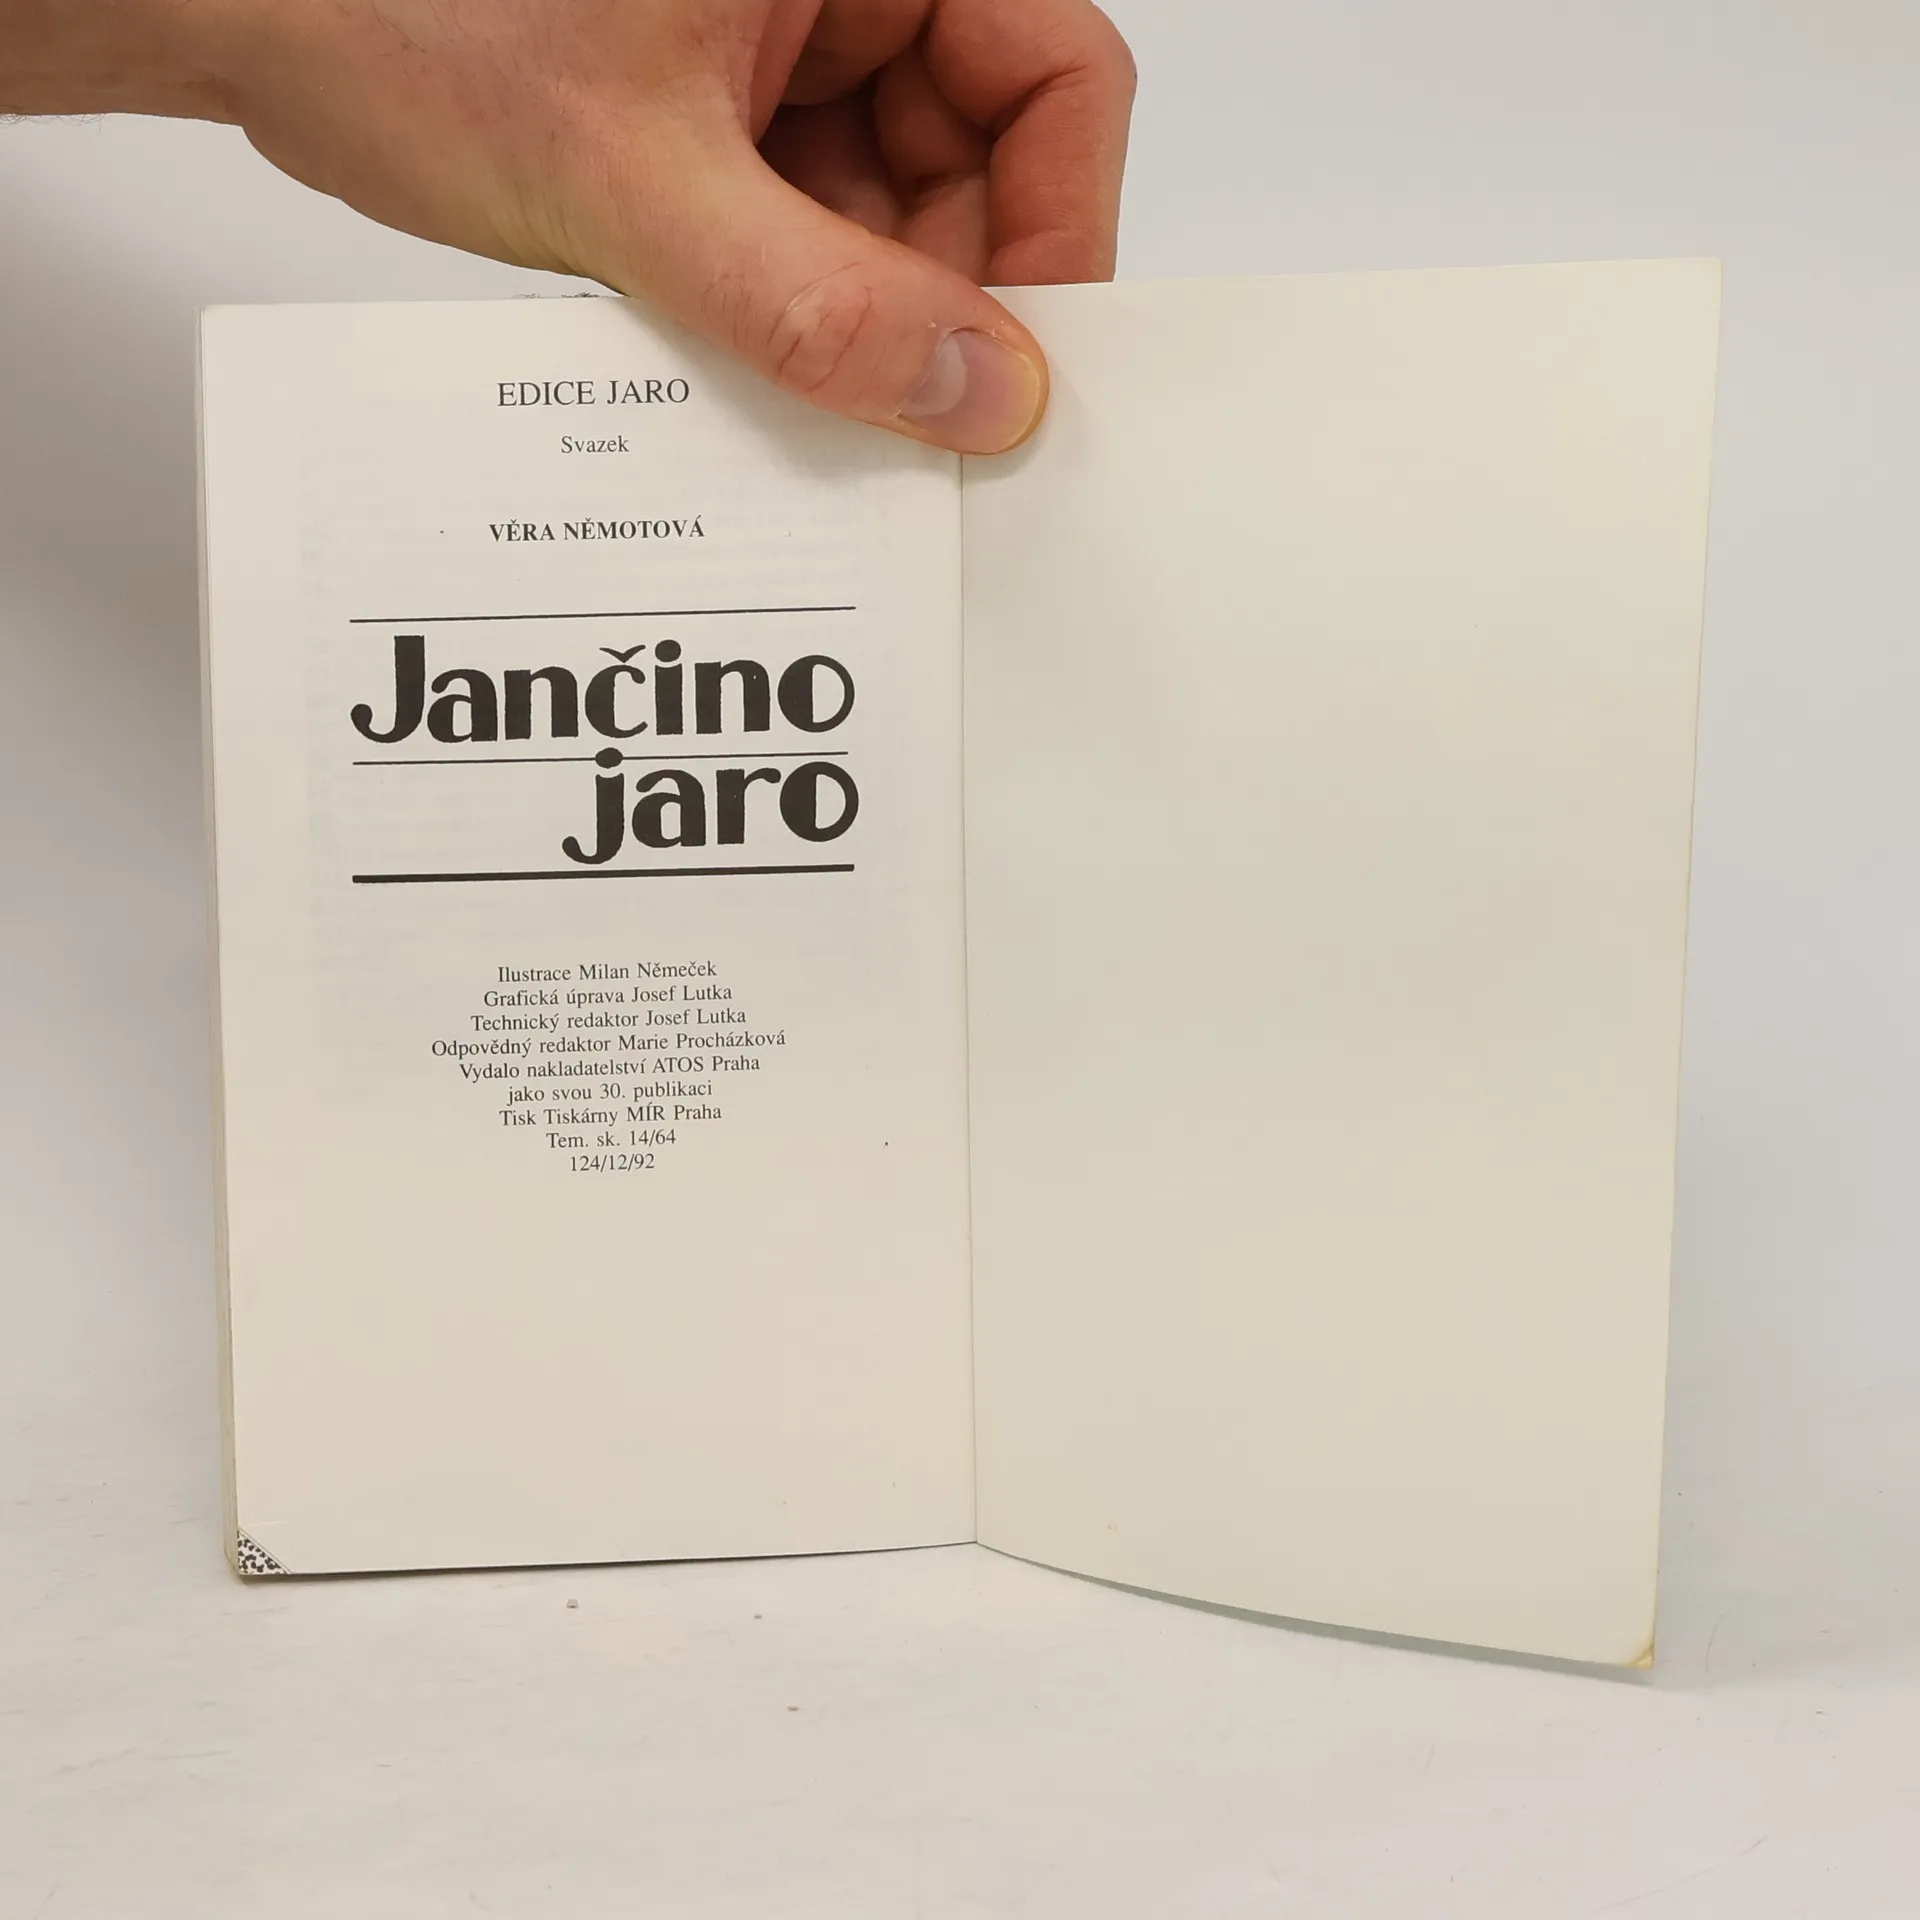 EDICE JARO
Svazek
VĚRA NĚMOTOVÁ
Jančino
jaro
Ilustrace Milan Němeček
Grafická úprava Josef Lutka
Technický redaktor Josef Lutka
Odpovědný redaktor Marie Procházková
Vydalo nakladatelství ATOS Praha
jako svou 30. publikaci
Tisk Tiskárny MÍR Praha
Tem. sk. 14/64
124/12/92